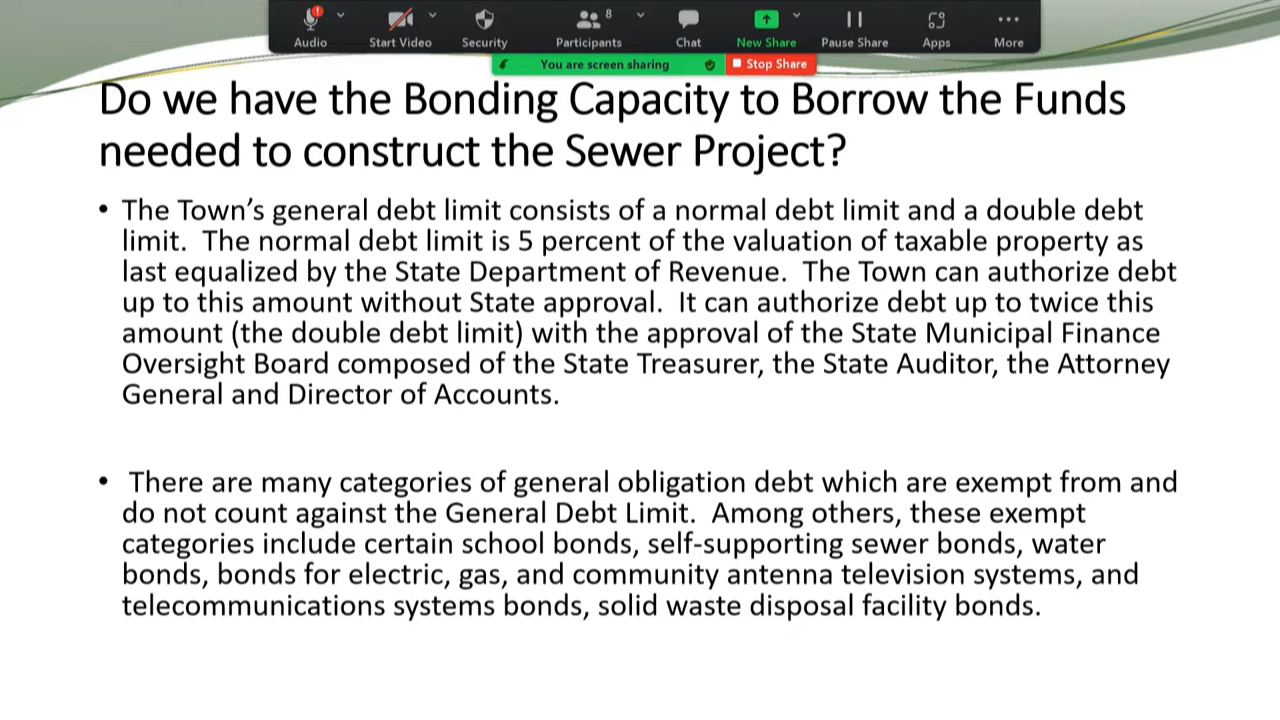 8
Audio Start Video Security Participants Chat New Share Pause Share Apps More
You are screen sharing Stop Share
Do we have the Bonding Capacity to Borrow the Funds
needed to construct the Sewer Project?
• The Town’s general debt limit consists of a normal debt limit and a double debt
limit.  The normal debt limit is 5 percent of the valuation of taxable property as
last equalized by the State Department of Revenue.  The Town can authorize debt
up to this amount without State approval.  It can authorize debt up to twice this
amount (the double debt limit) with the approval of the State Municipal Finance
Oversight Board composed of the State Treasurer, the State Auditor, the Attorney
General and Director of Accounts.
• There are many categories of general obligation debt which are exempt from and
do not count against the General Debt Limit.  Among others, these exempt
categories include certain school bonds, self-supporting sewer bonds, water
bonds, bonds for electric, gas, and community antenna television systems, and
telecommunications systems bonds, solid waste disposal facility bonds.